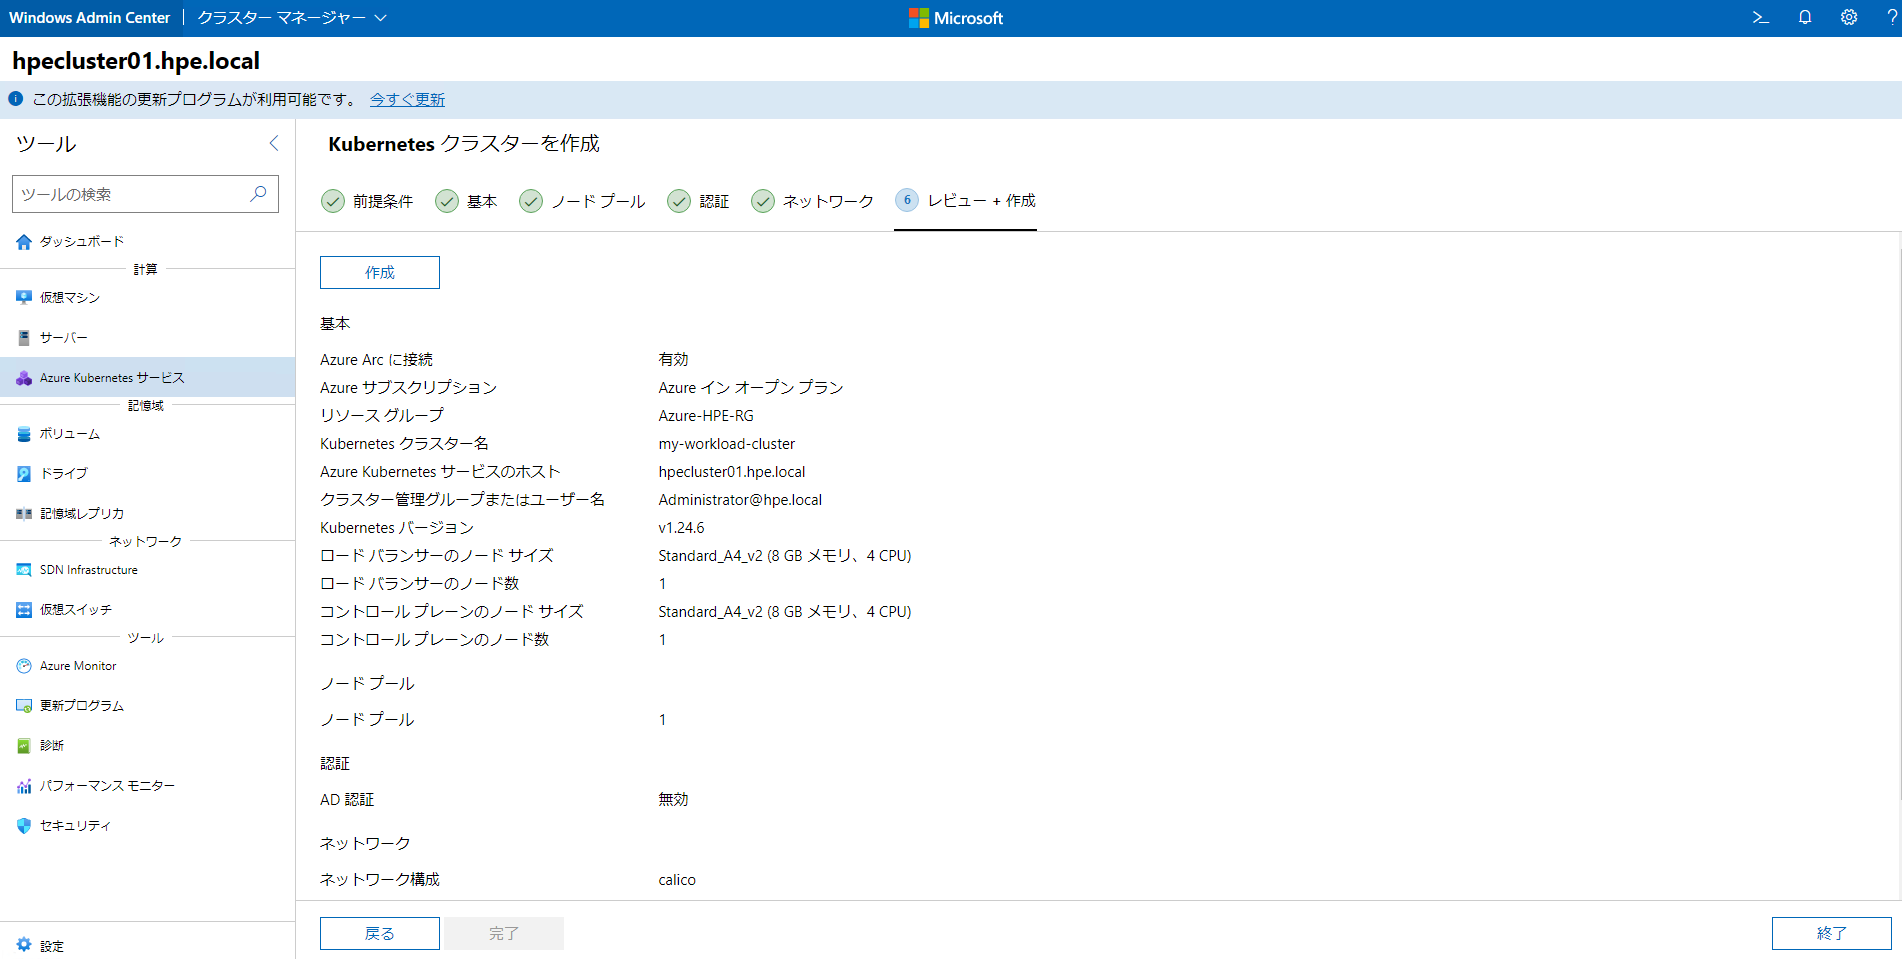 Windows Admin Center クラスター マネージャー Microsoft ?
hpecluster01.hpe.local
この拡張機能の更新プログラムが利用可能です。 今すぐ更新
ツール
ツールの検索
ダッシュボード
計算
仮想マシン
サーバー
Azure Kubernetes サービス
記憶域
ボリューム
ドライブ
記憶域レプリカ
ネットワーク
SDN Infrastructure
仮想スイッチ
ツール
Azure Monitor
更新プログラム
診断
パフォーマンス モニター
セキュリティ
設定
Kubernetes クラスターを作成
前提条件 基本 ノード プール 認証 ネットワーク 6 レビュー + 作成
作成
基本
Azure Arc に接続 有効
Azure サブスクリプション Azure イン オープン プラン
リソース グループ Azure-HPE-RG
Kubernetes クラスター名 my-workload-cluster
Azure Kubernetes サービスのホスト hpecluster01.hpe.local
クラスター管理グループまたはユーザー名 Administrator@hpe.local
Kubernetes バージョン v1.24.6
ロード バランサーのノード サイズ Standard_A4_v2 (8 GB メモリ、4 CPU)
ロード バランサーのノード数 1
コントロール プレーンのノード サイズ Standard_A4_v2 (8 GB メモリ、4 CPU)
コントロール プレーンのノード数 1
ノード プール
ノード プール 1
認証
AD 認証 無効
ネットワーク
ネットワーク構成 calico
戻る 完了 終了